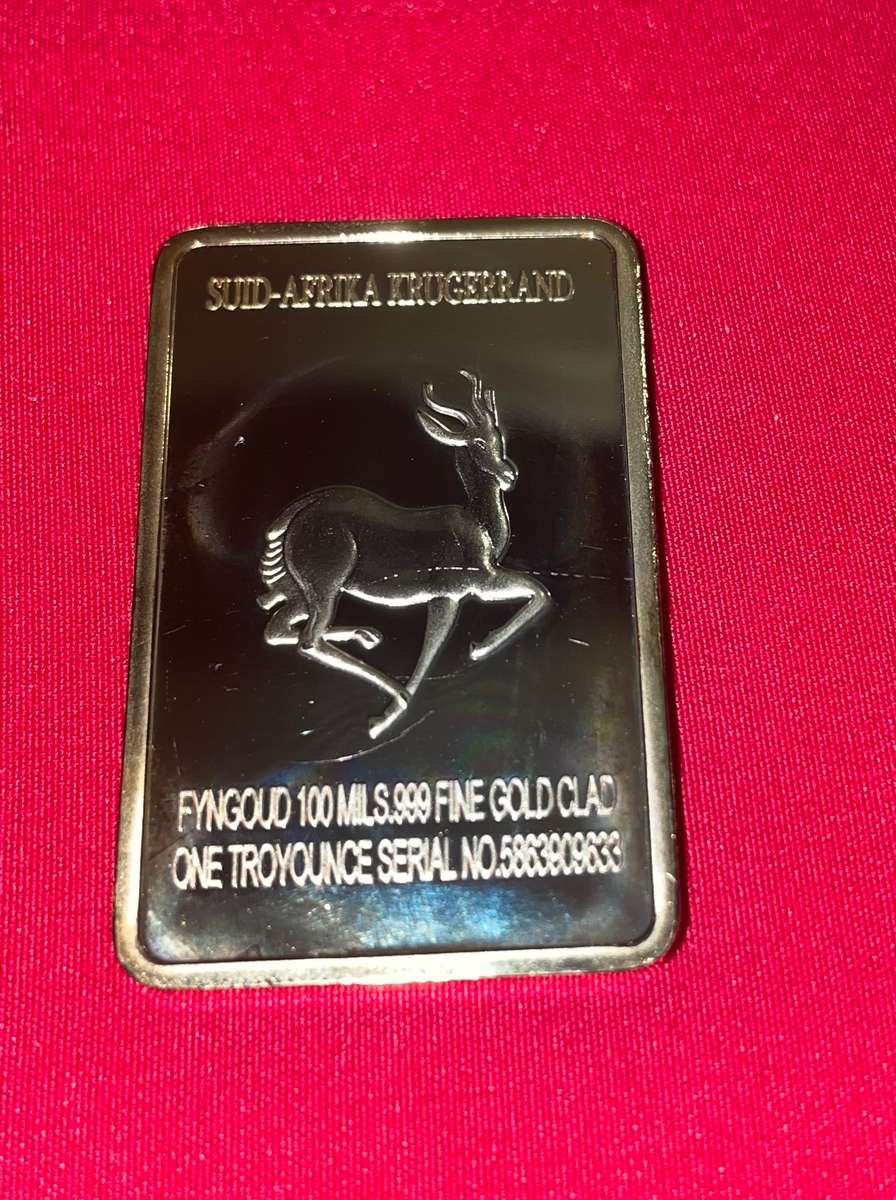 SUID-AFRIKA KRUGERRAND
FYNGOUD 100 MILS.999 FINE GOLD CLAD
ONE TROYOUNCE SERIAL NO.5863909633